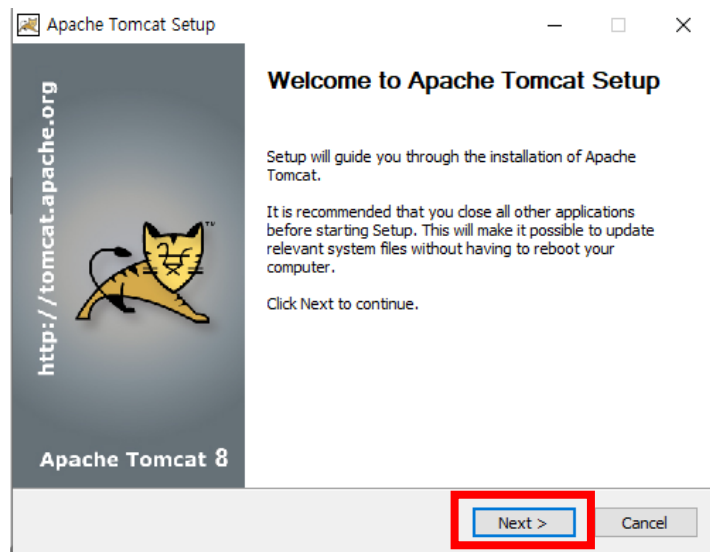 Apache Tomcat Setup
http://tomcat.apache.org
Apache Tomcat 8
Welcome to Apache Tomcat Setup
Setup will guide you through the installation of Apache
Tomcat.
It is recommended that you close all other applications
before starting Setup. This will make it possible to update
relevant system files without having to reboot your
computer.
Click Next to continue.
Next >
Cancel